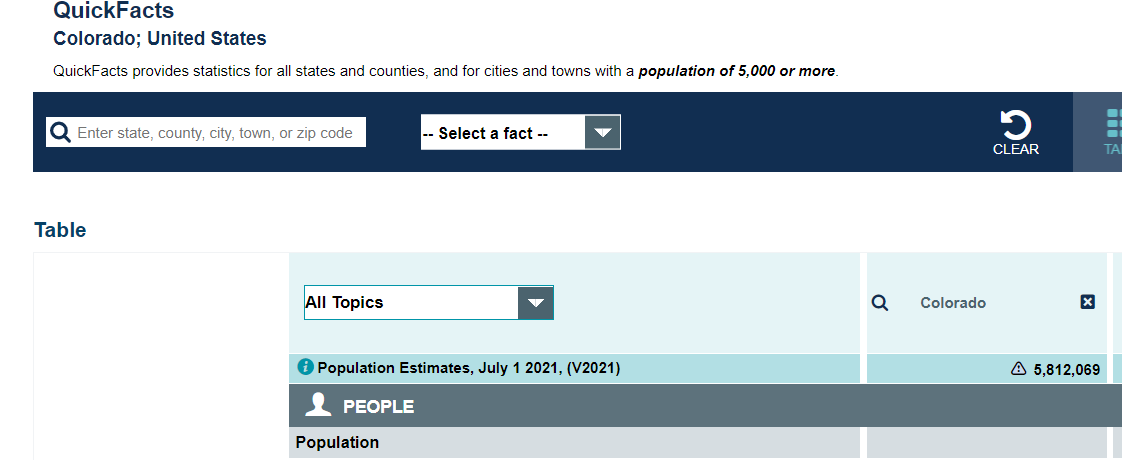 QuickFacts
Colorado; United States
QuickFacts provides statistics for all states and counties, and for cities and towns with a population of 5,000 or more.
Enter state, county, city, town, or zip code
-- Select a fact --
CLEAR
Table
All Topics
Colorado
Population Estimates, July 1 2021, (V2021)
5,812,069
PEOPLE
Population